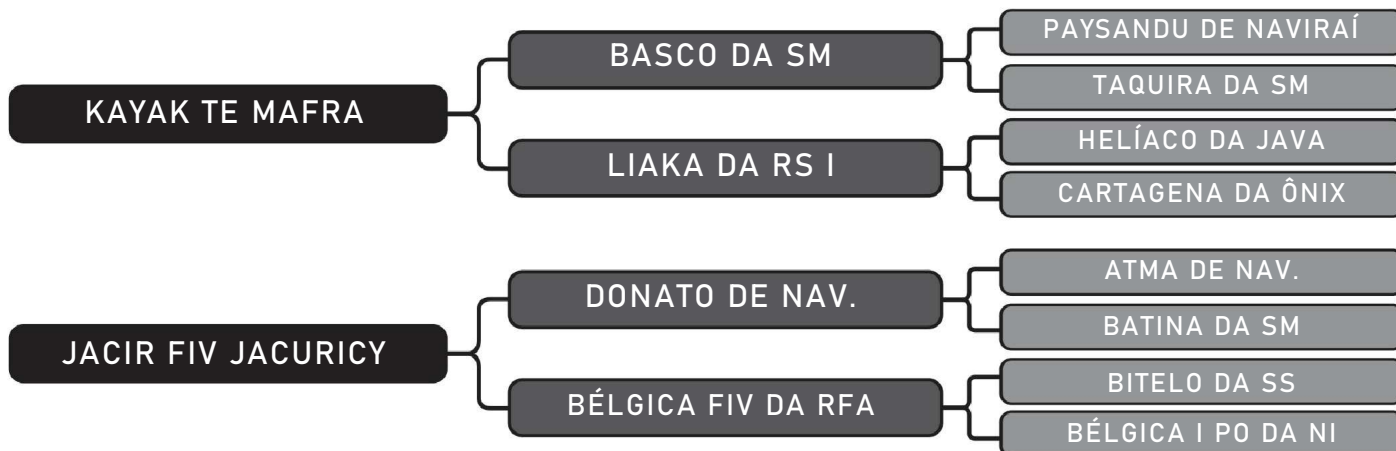 KAYAK TE MAFRA
BASCO DA SM
PAYSANDU DE NAVIRAÍ
TAQUIRA DA SM
LIAKA DA RS I
HELÍACO DA JAVA
CARTAGENA DA ÔNIX
JACIR FIV JACURICY
DONATO DE NAV.
ATMA DE NAV.
BATINA DA SM
BÉLGICA FIV DA RFA
BITELO DA SS
BÉLGICA I PO DA NI